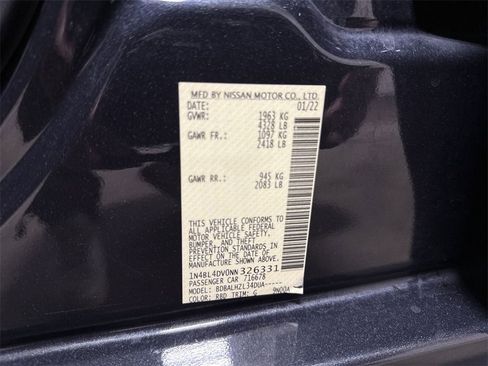 MFD BY NISSAN MOTOR CO., LTD.
DATE: 01/22
GVWR: 1963 KG
4328 LB
GAWR FR.: 1097 KG
2418 LB
GAWR RR.: 945 KG
2083 LB
THIS VEHICLE CONFORMS TO
ALL APPLICABLE FEDERAL
MOTOR VEHICLE SAFETY,
BUMPER, AND THEFT
PREVENTION STANDARDS IN
EFFECT ON THE DATE OF
MANUFACTURE SHOWN ABOVE.
1N4BL4DV0NN326331
PASSENGER CAR 716678
MODEL: BDBALHZL34DUA-----
COLOR: RBD TRIM: G 9N00A